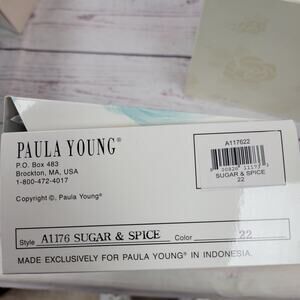 PAULA YOUNG®
P.O. Box 483
Brockton, MA, USA
1-800-472-4017
Copyright ©, Paula Young®
A117622
SUGAR & SPICE
22
Style A1176 SUGAR & SPICE Color 22
MADE EXCLUSIVELY FOR PAULA YOUNG® IN INDONESIA.